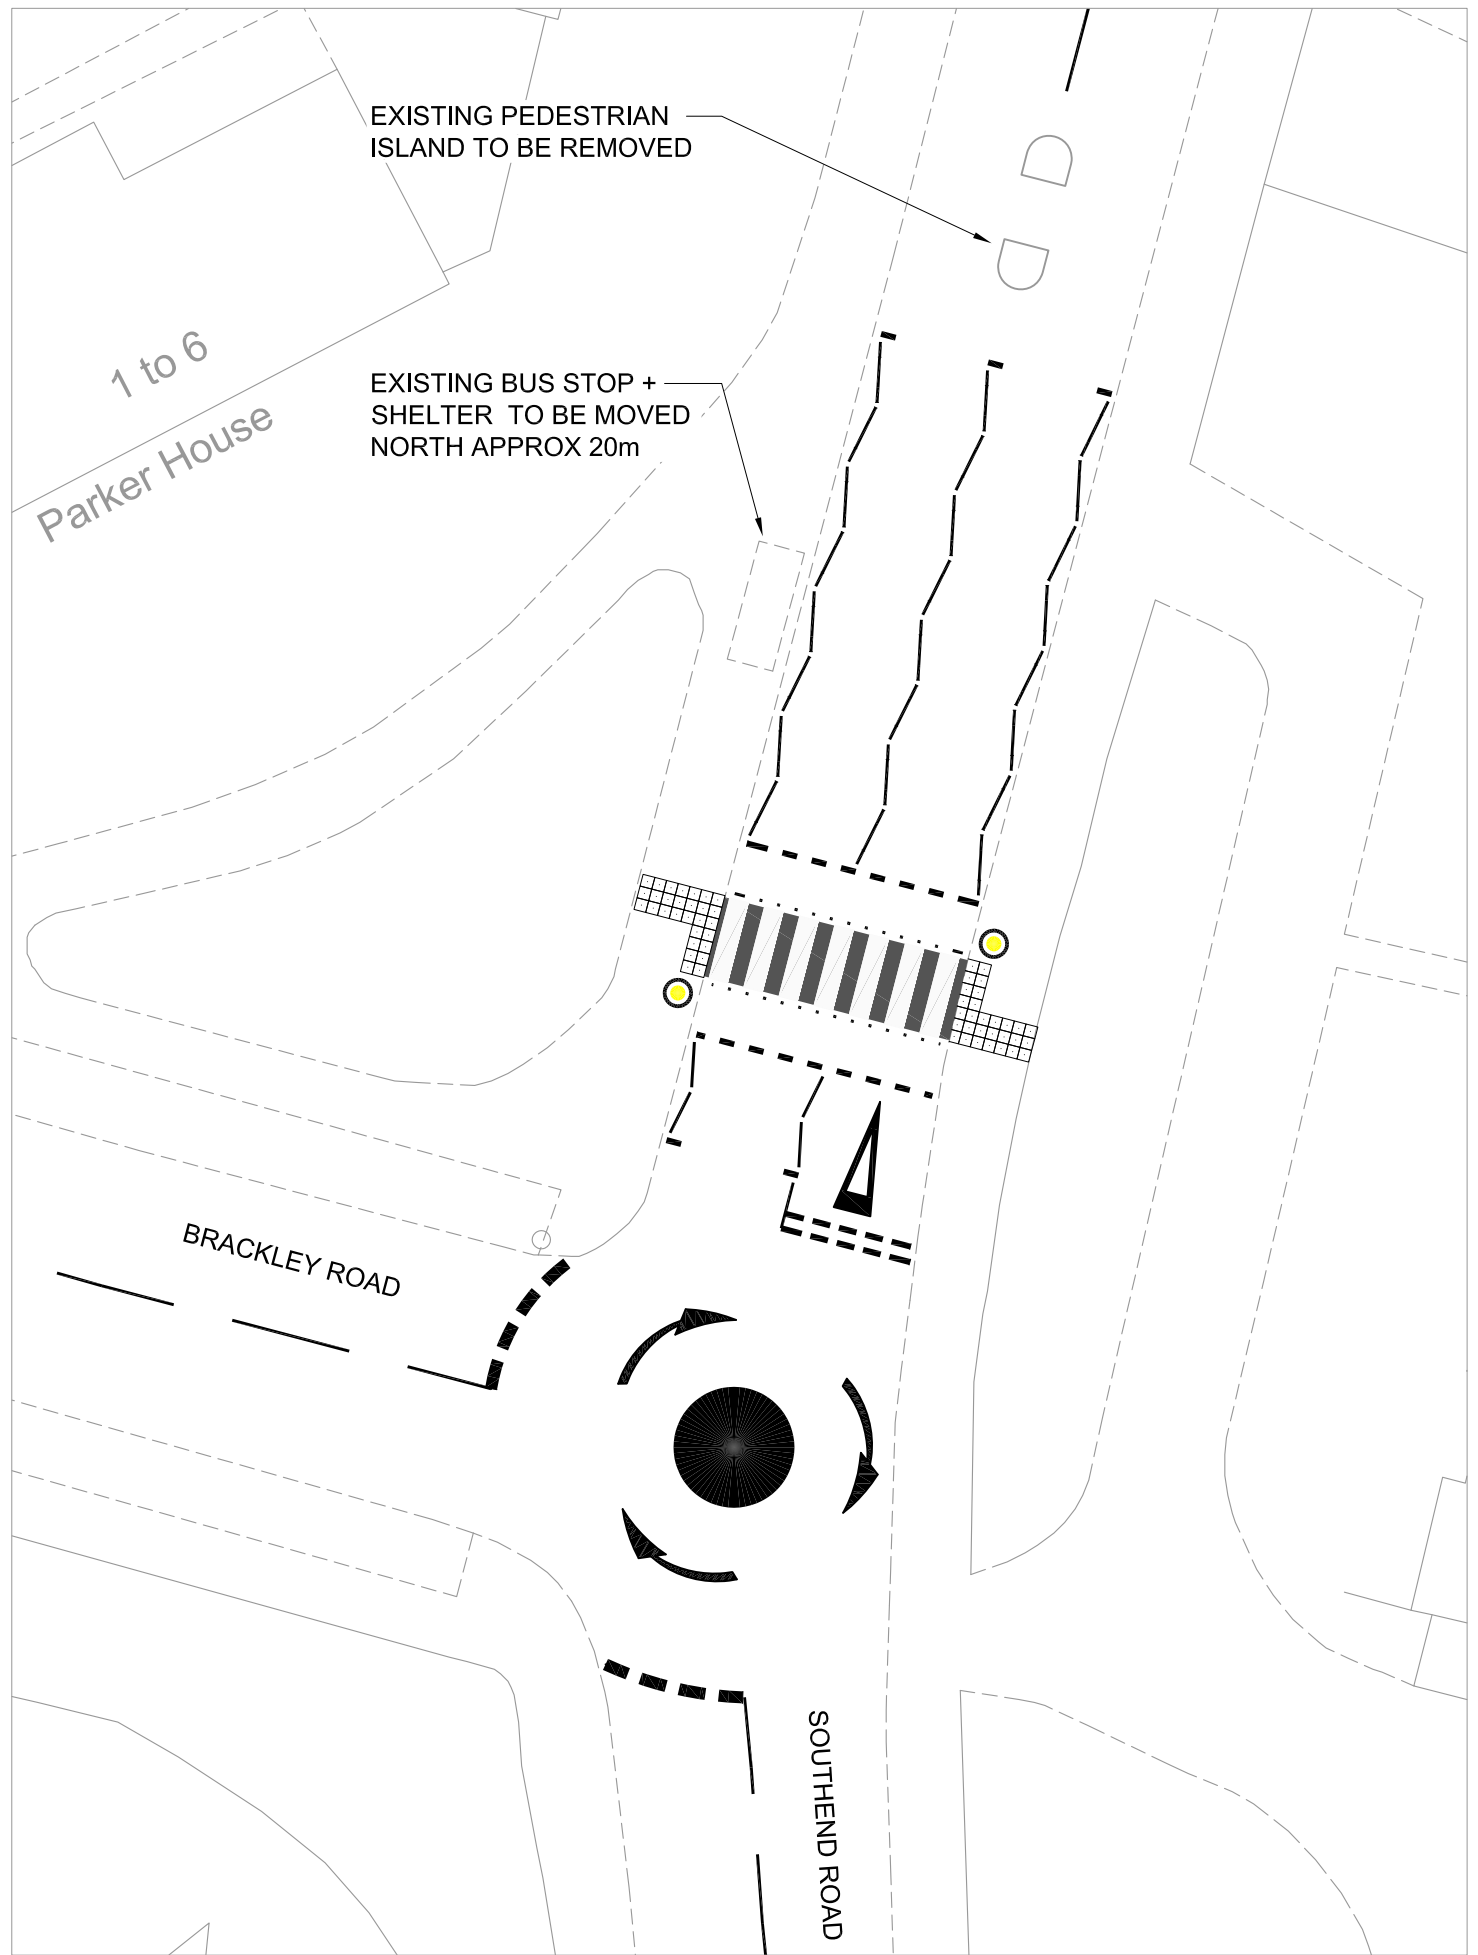 EXISTING PEDESTRIAN
ISLAND TO BE REMOVED
1 to 6
Parker House
EXISTING BUS STOP +
SHELTER TO BE MOVED
NORTH APPROX 20m
BRACKLEY ROAD
SOUTHEND ROAD